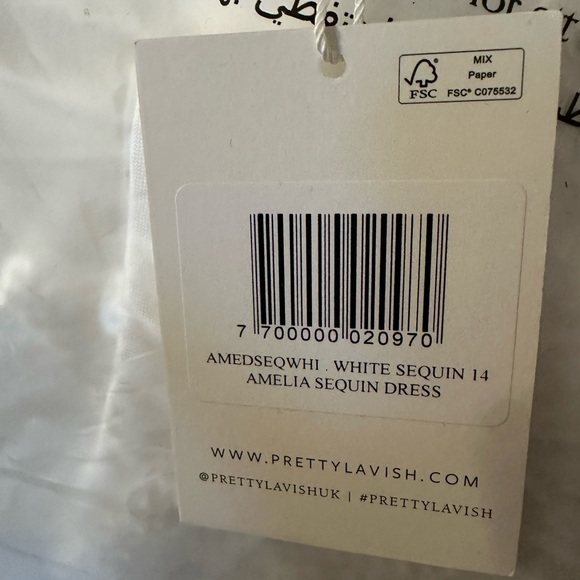 for
MIX
Paper
FSC
FSC® C075532
7 700000 020970
AMEDSEQWHI . WHITE SEQUIN 14
AMELIA SEQUIN DRESS
WWW.PRETTYLAVISH.COM
@PRETTYLAVISHUK | #PRETTYLAVISH